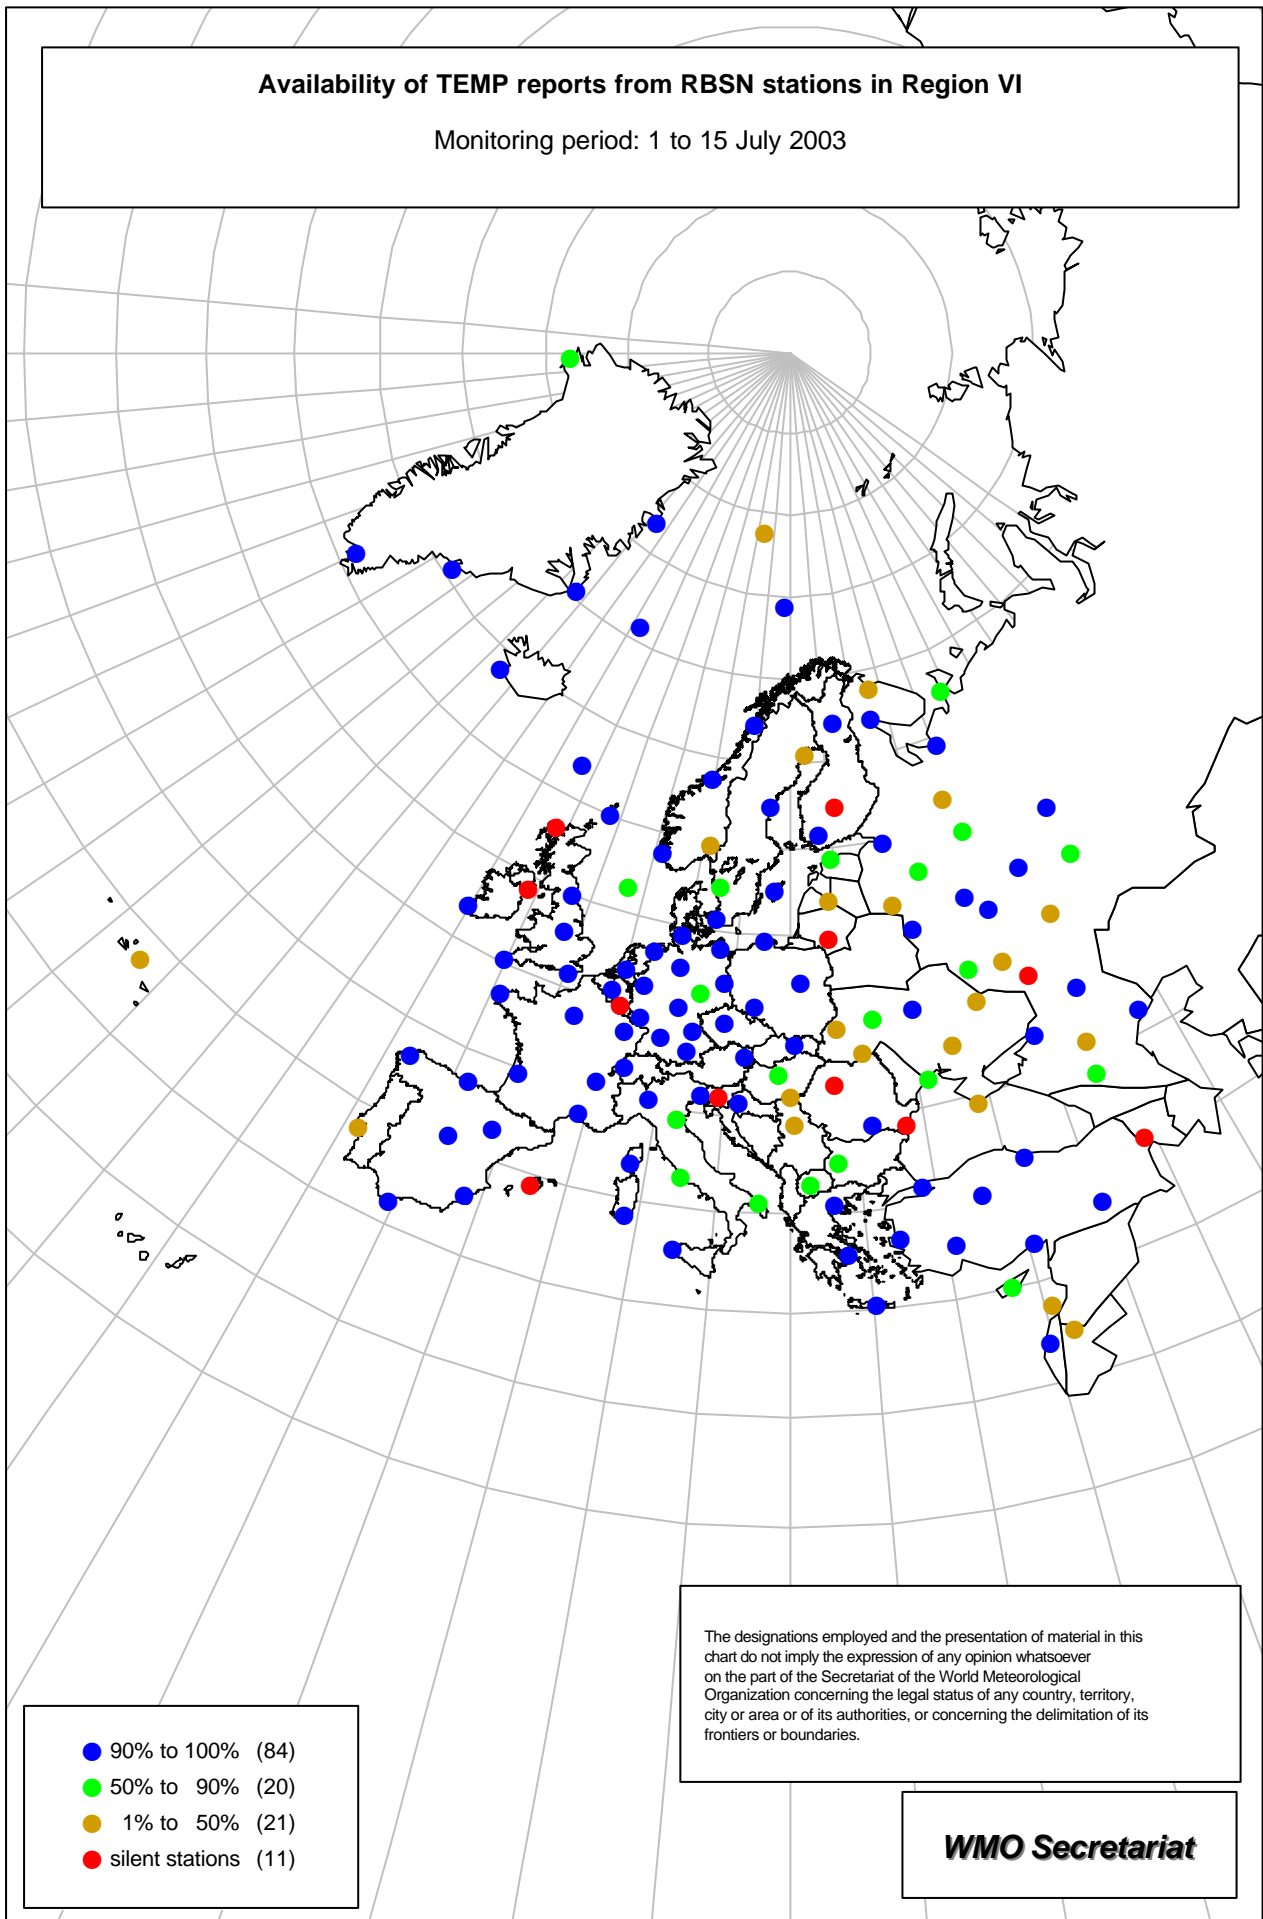 Availability of TEMP reports from RBSN stations in Region VI
Monitoring period: 1 to 15 July 2003
The designations employed and the presentation of material in this
chart do not imply the expression of any opinion whatsoever
on the part of the Secretariat of the World Meteorological
Organization concerning the legal status of any country, territory,
city or area or of its authorities, or concerning the delimitation of its
frontiers or boundaries.
90% to 100% (84)
50% to 90% (20)
1% to 50% (21)
silent stations (11)
WMO Secretariat